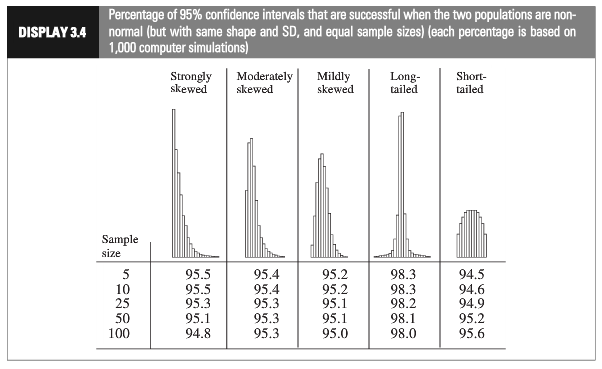 DISPLAY 3.4
Percentage of 95% confidence intervals that are successful when the two populations are non-
normal (but with same shape and SD, and equal sample sizes) (each percentage is based on
1,000 computer simulations)
Strongly Moderately Mildly Long- Short-
skewed skewed skewed tailed tailed
Sample
size
5 95.5 95.4 95.2 98.3 94.5
10 95.5 95.4 95.2 98.3 94.6
25 95.3 95.3 95.1 98.2 94.9
50 95.1 95.3 95.1 98.1 95.2
100 94.8 95.3 95.0 98.0 95.6